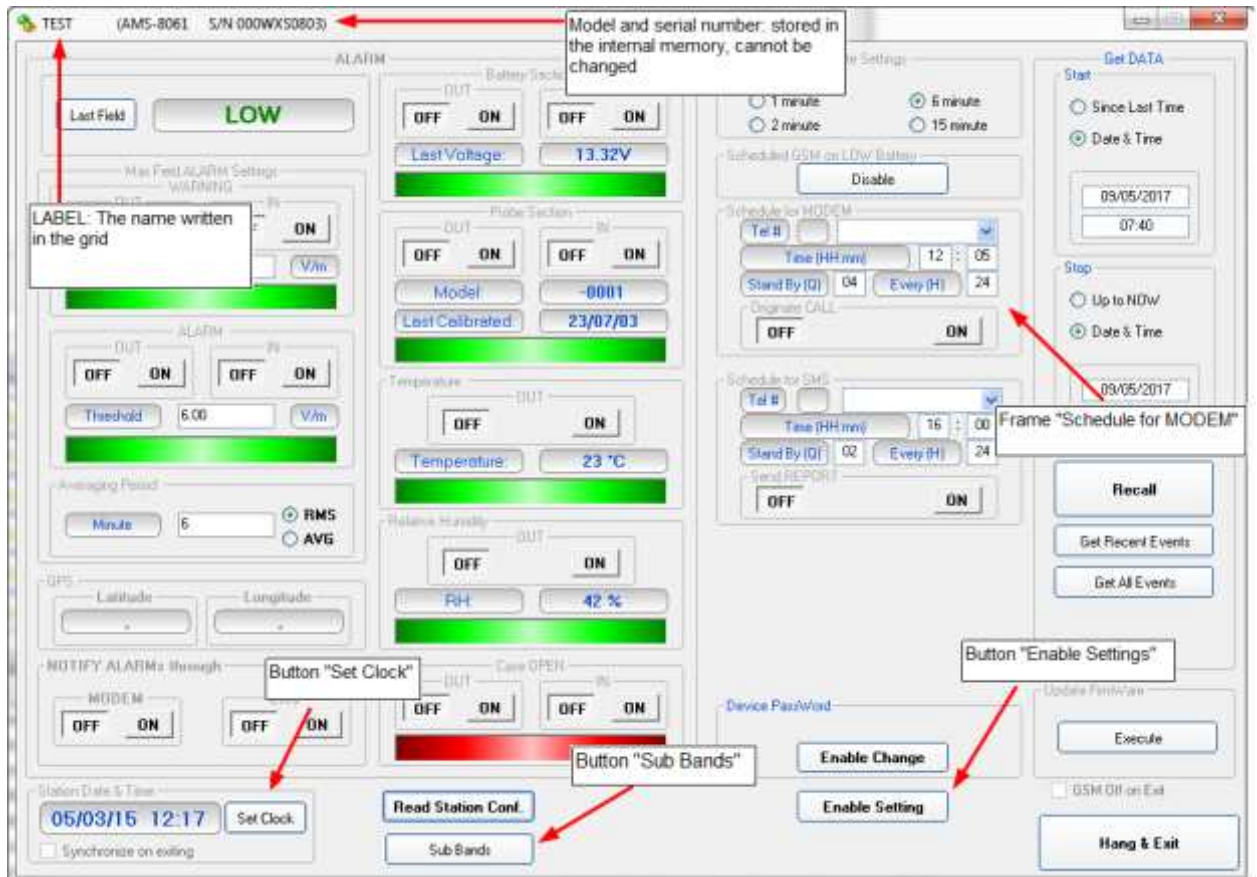 TEST (AMS-8061 S/N 000WXS0803)
Model and serial number: stored in the internal memory, cannot be changed
ALARM
Last Field
LOW
Max Field ALARM Settings
WARNING
LABEL: The name written in the grid
ON
V/m
ALARM
OUT
IN
OFF ON
OFF ON
Threshold 6.00 V/m
Averaging Period
Minute 6
RMS
AVG
GPS
Latitude
Longitude
NOTIFY ALARMs through
MODEM
OFF ON
OFF ON
Button "Set Clock"
Station Date & Time
05/03/15 12:17
Set Clock
Synchronize on exiting
OUT
OFF ON
OFF ON
Last Voltage: 13.32V
Probe Section
OUT
IN
OFF ON
OFF ON
Model -0001
Last Calibrated: 23/07/03
Temperature
OUT
OFF ON
Temperature: 23 °C
Relative Humidity
OUT
OFF ON
RH: 42 %
Case OPEN
OUT
IN
OFF ON
OFF ON
Button "Sub Bands"
Read Station Conf.
Sub Bands
Settings
1 minute
6 minute
2 minute
15 minute
Scheduled GSM on LOW Battery
Disable
Schedule for MODEM
Tel #
Time (HH:mm) 12 : 05
Stand By (Q) 04 Every (H) 24
Originate CALL
OFF ON
Schedule for SMS
Tel #
Time (HH:mm) 16 : 00
Stand By (Q) 02 Every (H) 24
Send REPORT
OFF ON
Frame "Schedule for MODEM"
Button "Enable Settings"
Device PassWord
Enable Change
Enable Setting
Get DATA
Start
Since Last Time
Date & Time
09/05/2017
07:40
Stop
Up to NOW
Date & Time
09/05/2017
Recall
Get Recent Events
Get All Events
Update FirmWare
Execute
GSM Off on Exit
Hang & Exit